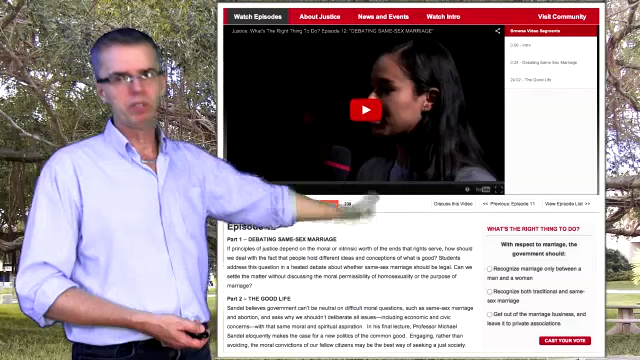 Watch Episodes About Justice News and Events Watch Intro Visit Community
Justice: What's The Right Thing To Do? Episode 12: "DEBATING SAME-SEX MARRIAGE"
Browse Video Segments
0:00 - Intro
0:24 - Debating Same Sex Marriage
24:02 - The Good Life
YouTube
Discuss this Video << Previous: Episode 11 View Episode List >>
Episode 12
Part 1 – DEBATING SAME-SEX MARRIAGE
If principles of justice depend on the moral or intrinsic worth of the ends that rights serve, how should
we deal with the fact that people hold different ideas and conceptions of what is good? Students
address this question in a heated debate about whether same-sex marriage should be legal. Can we
settle the matter without discussing the moral permissibility of homosexuality or the purpose of
marriage?
Part 2 – THE GOOD LIFE
Sandel believes government can't be neutral on difficult moral questions, such as same-sex marriage
and abortion, and asks why we shouldn't deliberate all issues—including economic and civic
concerns—with that same moral and spiritual aspiration. In his final lecture, Professor Michael
Sandel eloquently makes the case for a new politics of the common good. Engaging, rather than
avoiding, the moral convictions of our fellow citizens may be the best way of seeking a just society.
WHAT'S THE RIGHT THING TO DO?
With respect to marriage, the
government should:
Recognize marriage only between a
man and a woman
Recognize both traditional and same-
sex marriage
Get out of the marriage business, and
leave it to private associations
CAST YOUR VOTE